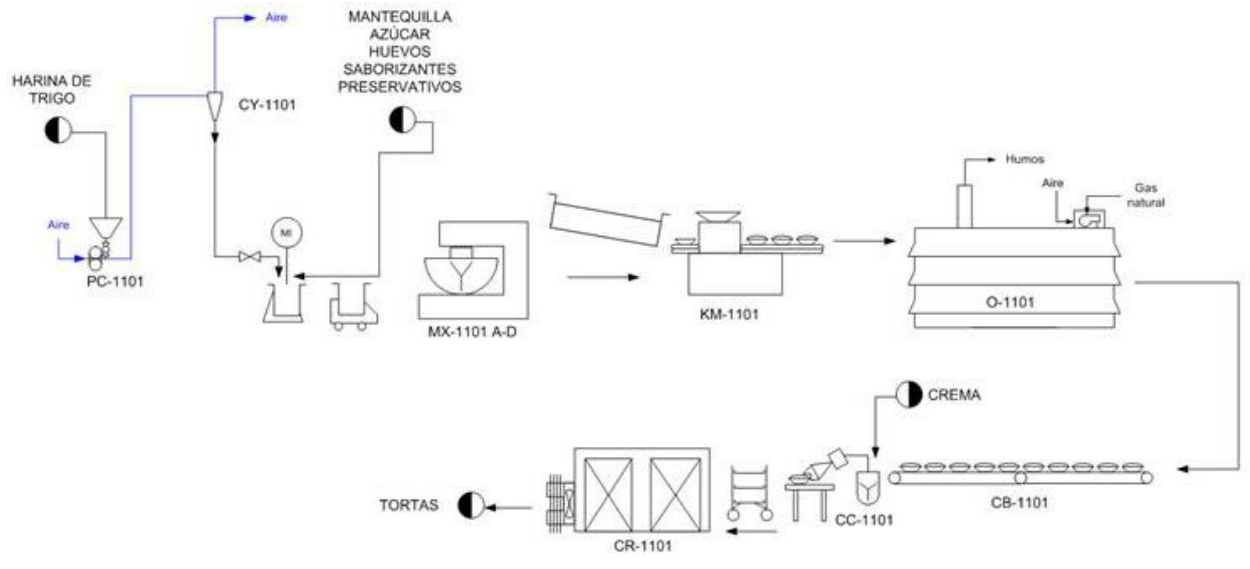 Aire
MANTEQUILLA
AZÚCAR
HUEVOS
SABORIZANTES
PRESERVATIVOS
HARINA DE
TRIGO
CY-1101
Aire
PC-1101
MI
MX-1101 A-D
KM-1101
Humos
Aire
Gas
natural
O-1101
CREMA
CB-1101
CC-1101
TORTAS
CR-1101